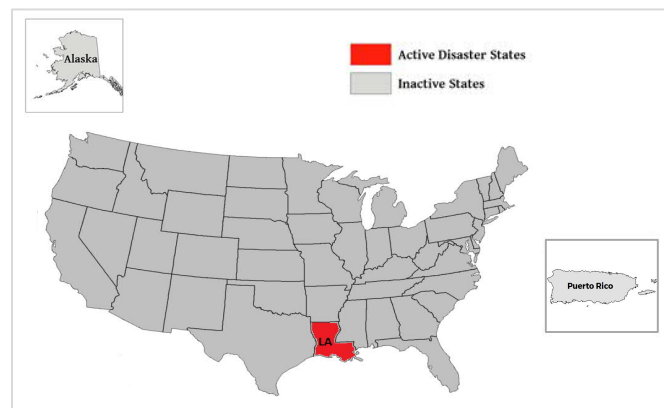 Alaska
Active Disaster States
Inactive States
Puerto Rico
LA